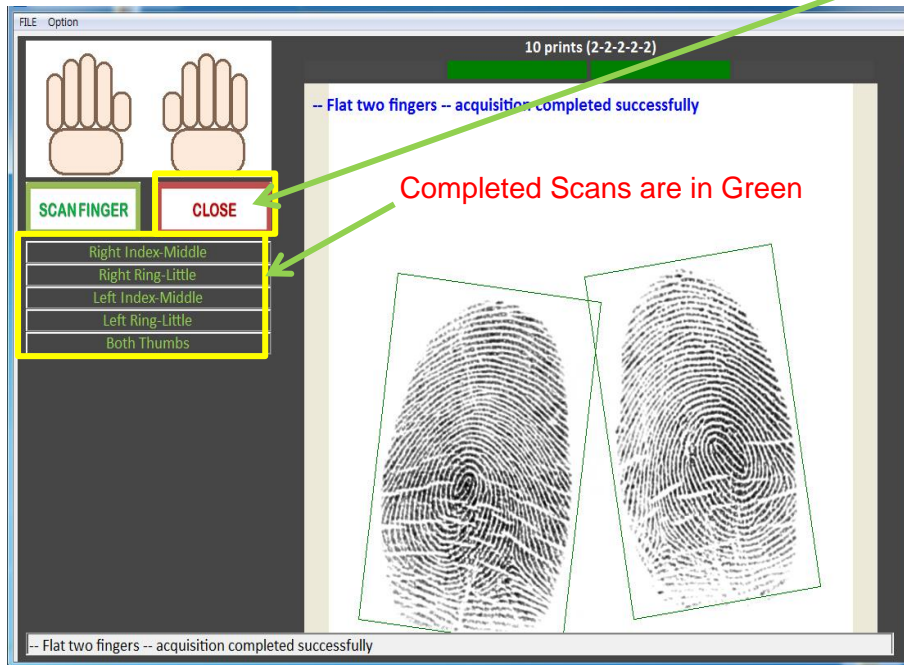 FILE Option
10 prints (2-2-2-2-2)
-- Flat two fingers -- acquisition completed successfully
Completed Scans are in Green
SCAN FINGER
CLOSE
Right Index-Middle
Right Ring-Little
Left Index-Middle
Left Ring-Little
Both Thumbs
-- Flat two fingers -- acquisition completed successfully